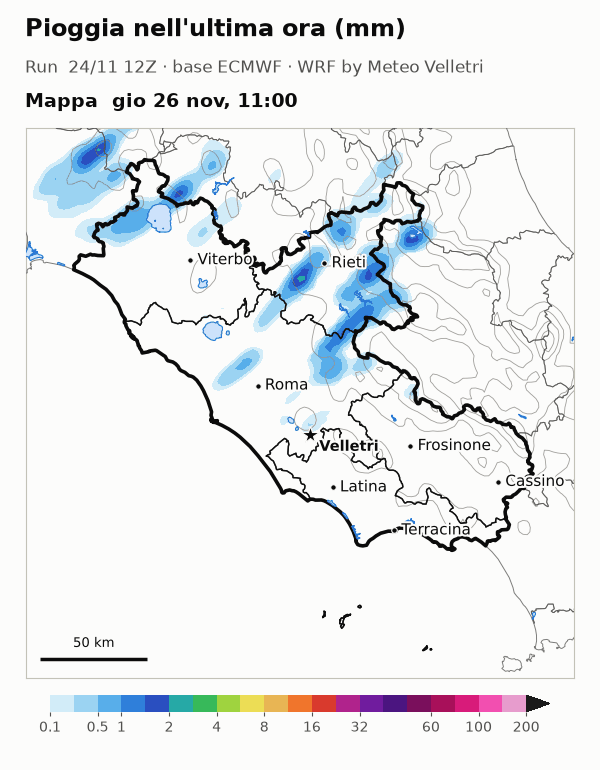 Pioggia nell'ultima ora (mm)
Run  24/11 12Z · base ECMWF · WRF by Meteo Velletri
Mappa  gio 26 nov, 11:00
Viterbo
Rieti
Roma
Velletri
Frosinone
Latina
Cassino
Terracina
50 km
0.1 0.5 1 2 4 8 16 32 60 100 200